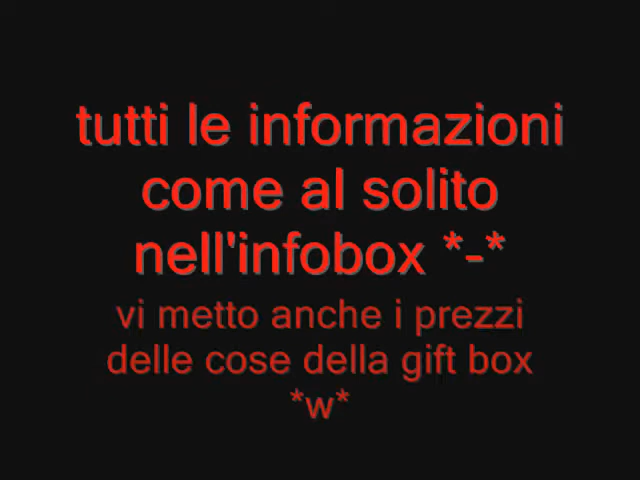 tutti le informazioni
come al solito
nell'infobox *-*
vi metto anche i prezzi
delle cose della gift box
*w*